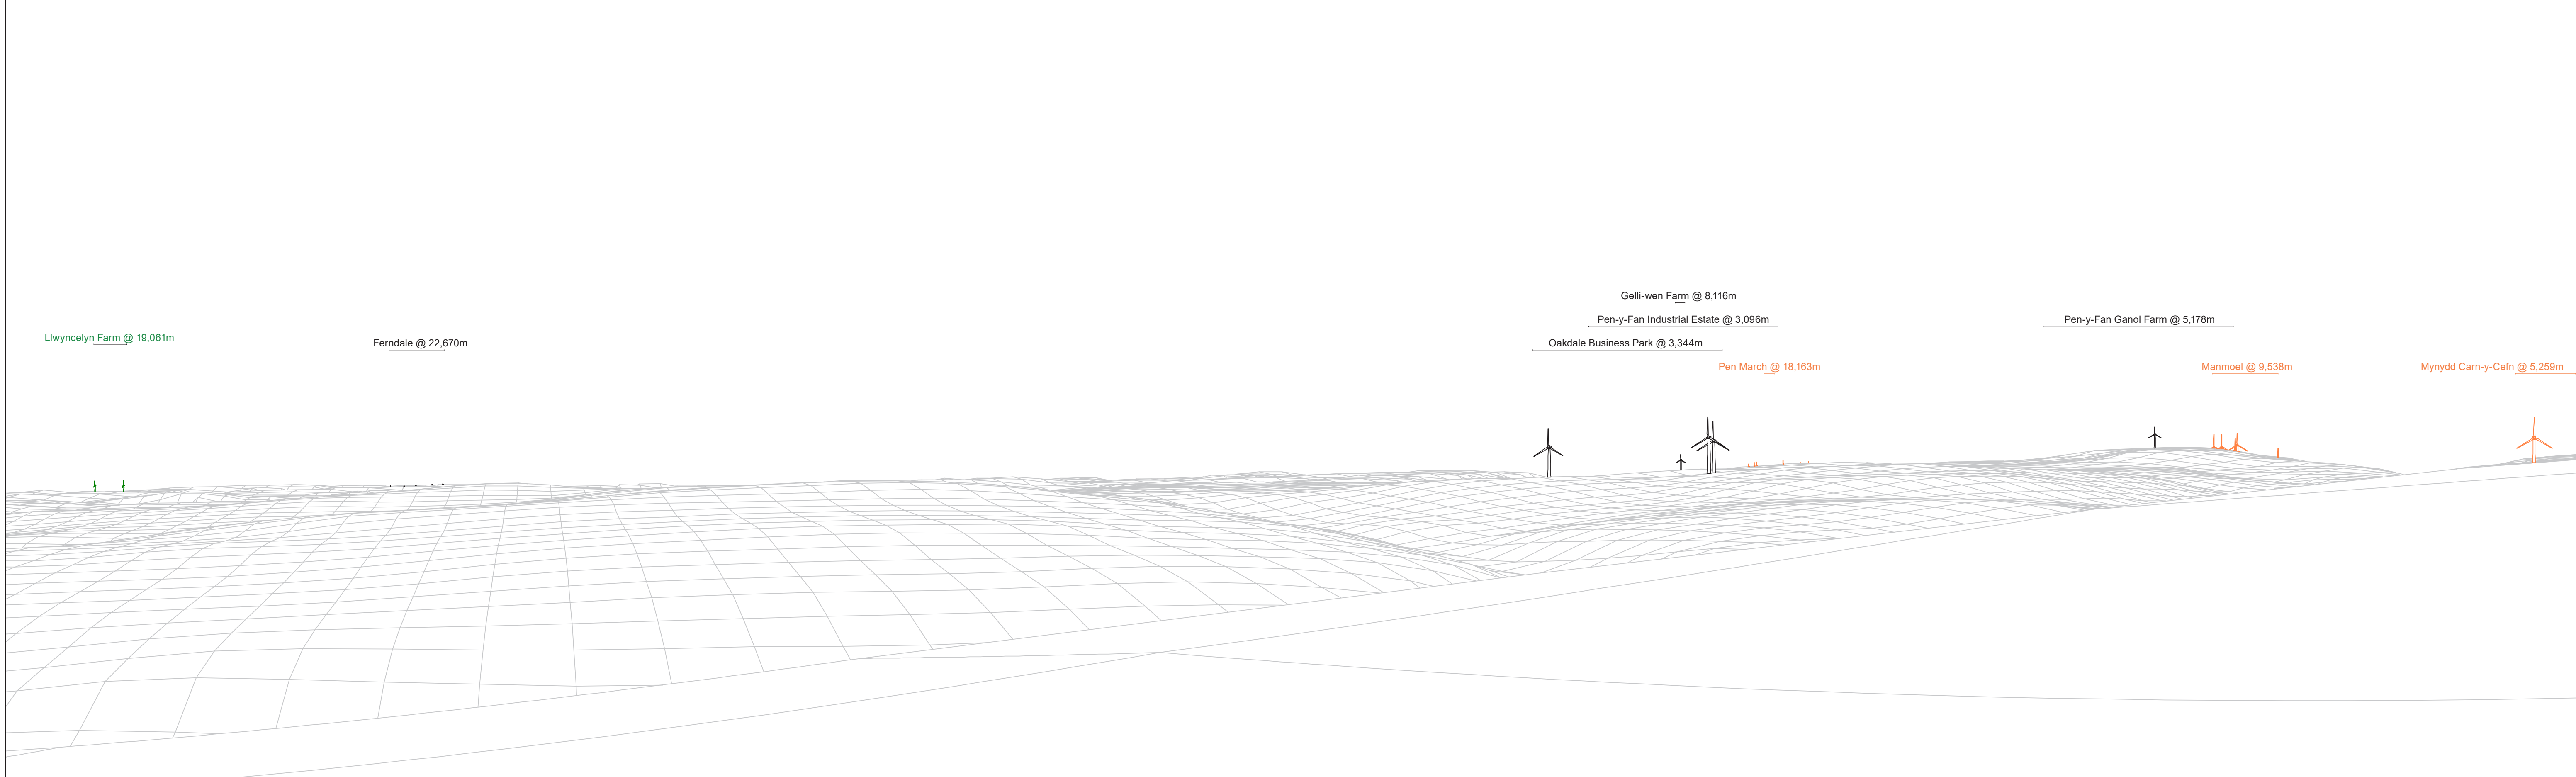 Llwyncelyn Farm @ 19,061m
Ferndale @ 22,670m
Gelli-wen Farm @ 8,116m
Pen-y-Fan Industrial Estate @ 3,096m
Oakdale Business Park @ 3,344m
Pen March @ 18,163m
Pen-y-Fan Ganol Farm @ 5,178m
Manmoel @ 9,538m
Mynydd Carn-y-Cefn @ 5,259m